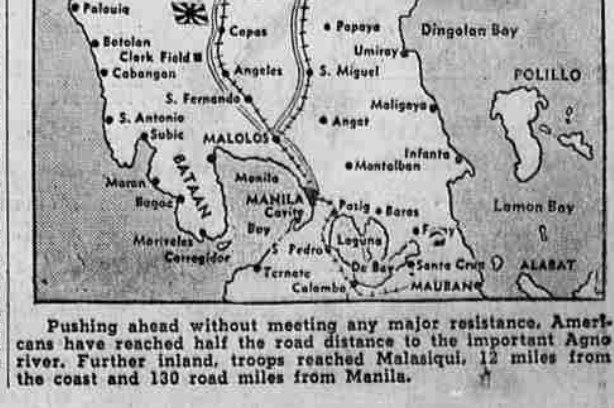 Palauig
Capas
Papaya
Dingalan Bay
Botolan
Umiray
Clark Field
Cabangan
Angeles
S. Miguel
POLILLO
S. Fernando
Maligaya
S. Antonio
Angat
Subic
MALOLOS
Infanta
Montalban
BATAAN
Manila
Moron
Lamon Bay
MANILA
Bagac
Cavite
Pasig
Baras
Bay
Mariveles
S Pedro
Laguna
Corregidor
De Bay
Santa Cruz
ALABAT
Ternate
Calamba
MAUBAN
Pushing ahead without meeting any major resistance, Ameri-
cans have reached half the road distance to the important Agno
river. Further inland, troops reached Malasiqui, 12 miles from
the coast and 130 road miles from Manila.